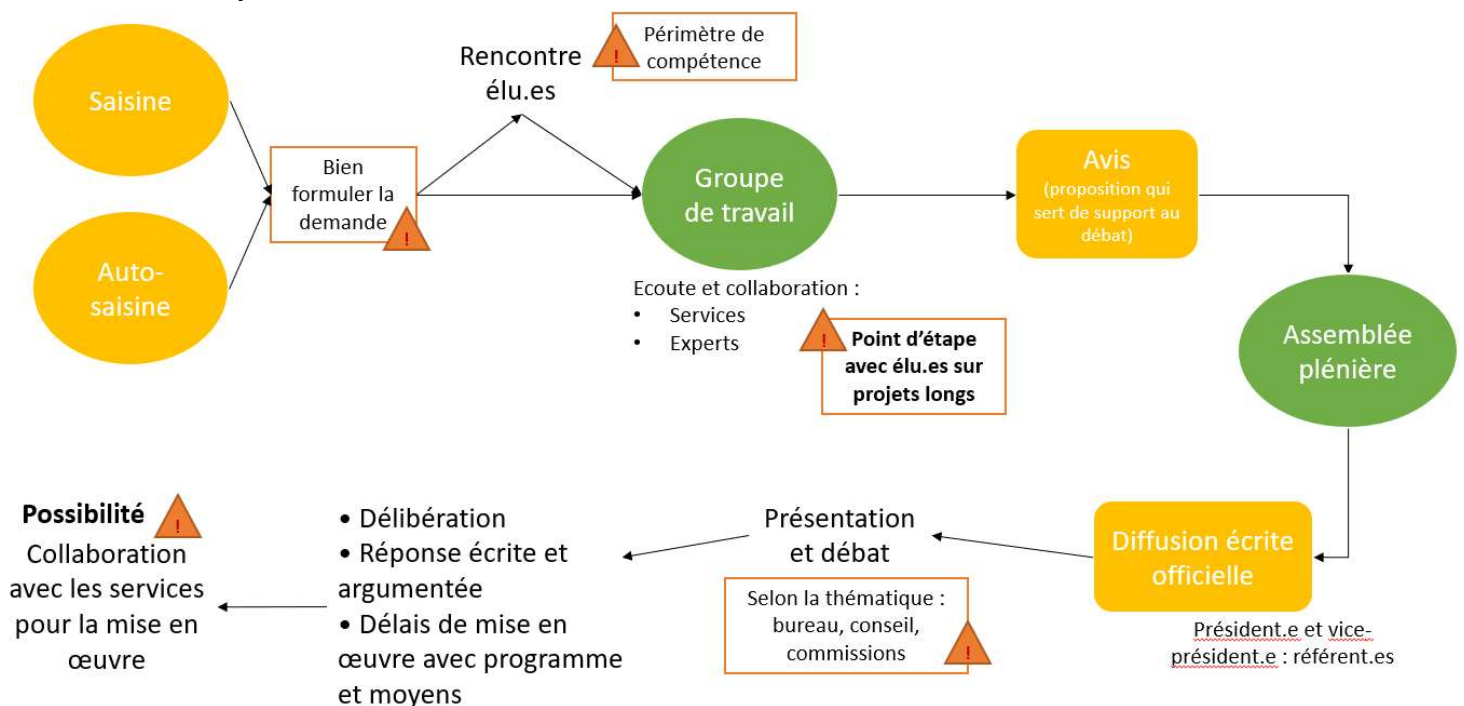 Saisine
Auto-
saisine
Bien
formuler la
demande
!
Rencontre
élu.es
!
Périmètre de
compétence
Groupe
de travail
Ecoute et collaboration :
• Services
• Experts
!
Point d’étape
avec élu.es sur
projets longs
Avis
(proposition qui
sert de support au
débat)
Assemblée
plénière
Diffusion écrite
officielle
Président.e et vice-
président.e : référent.es
Présentation
et débat
Selon la thématique :
bureau, conseil,
commissions
!
• Délibération
• Réponse écrite et
argumentée
• Délais de mise en
œuvre avec programme
et moyens
Possibilité
!
Collaboration
avec les services
pour la mise en
œuvre